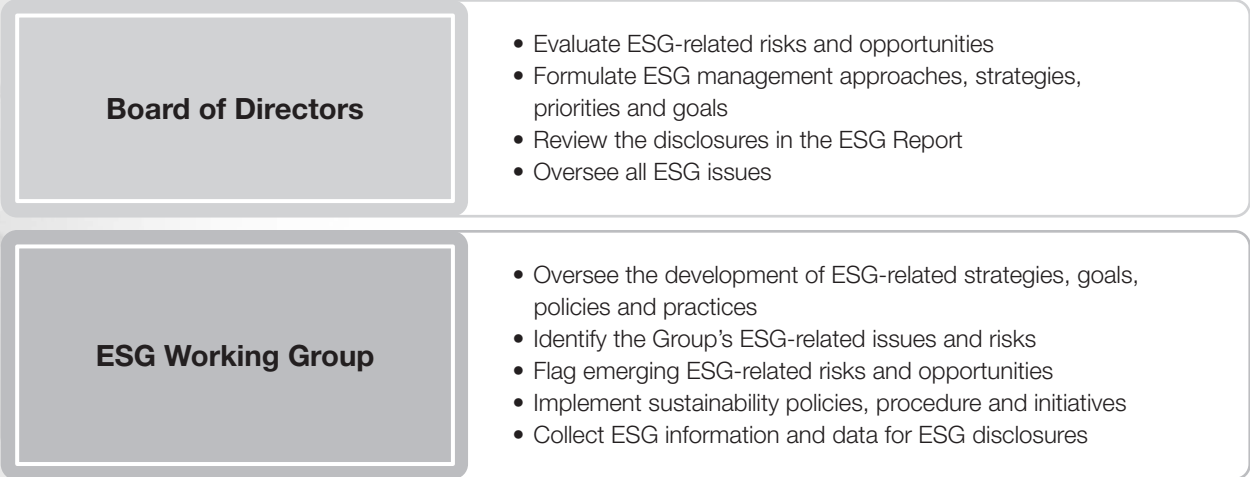 Board of Directors
• Evaluate ESG-related risks and opportunities
• Formulate ESG management approaches, strategies,
priorities and goals
• Review the disclosures in the ESG Report
• Oversee all ESG issues
ESG Working Group
• Oversee the development of ESG-related strategies, goals,
policies and practices
• Identify the Group’s ESG-related issues and risks
• Flag emerging ESG-related risks and opportunities
• Implement sustainability policies, procedure and initiatives
• Collect ESG information and data for ESG disclosures